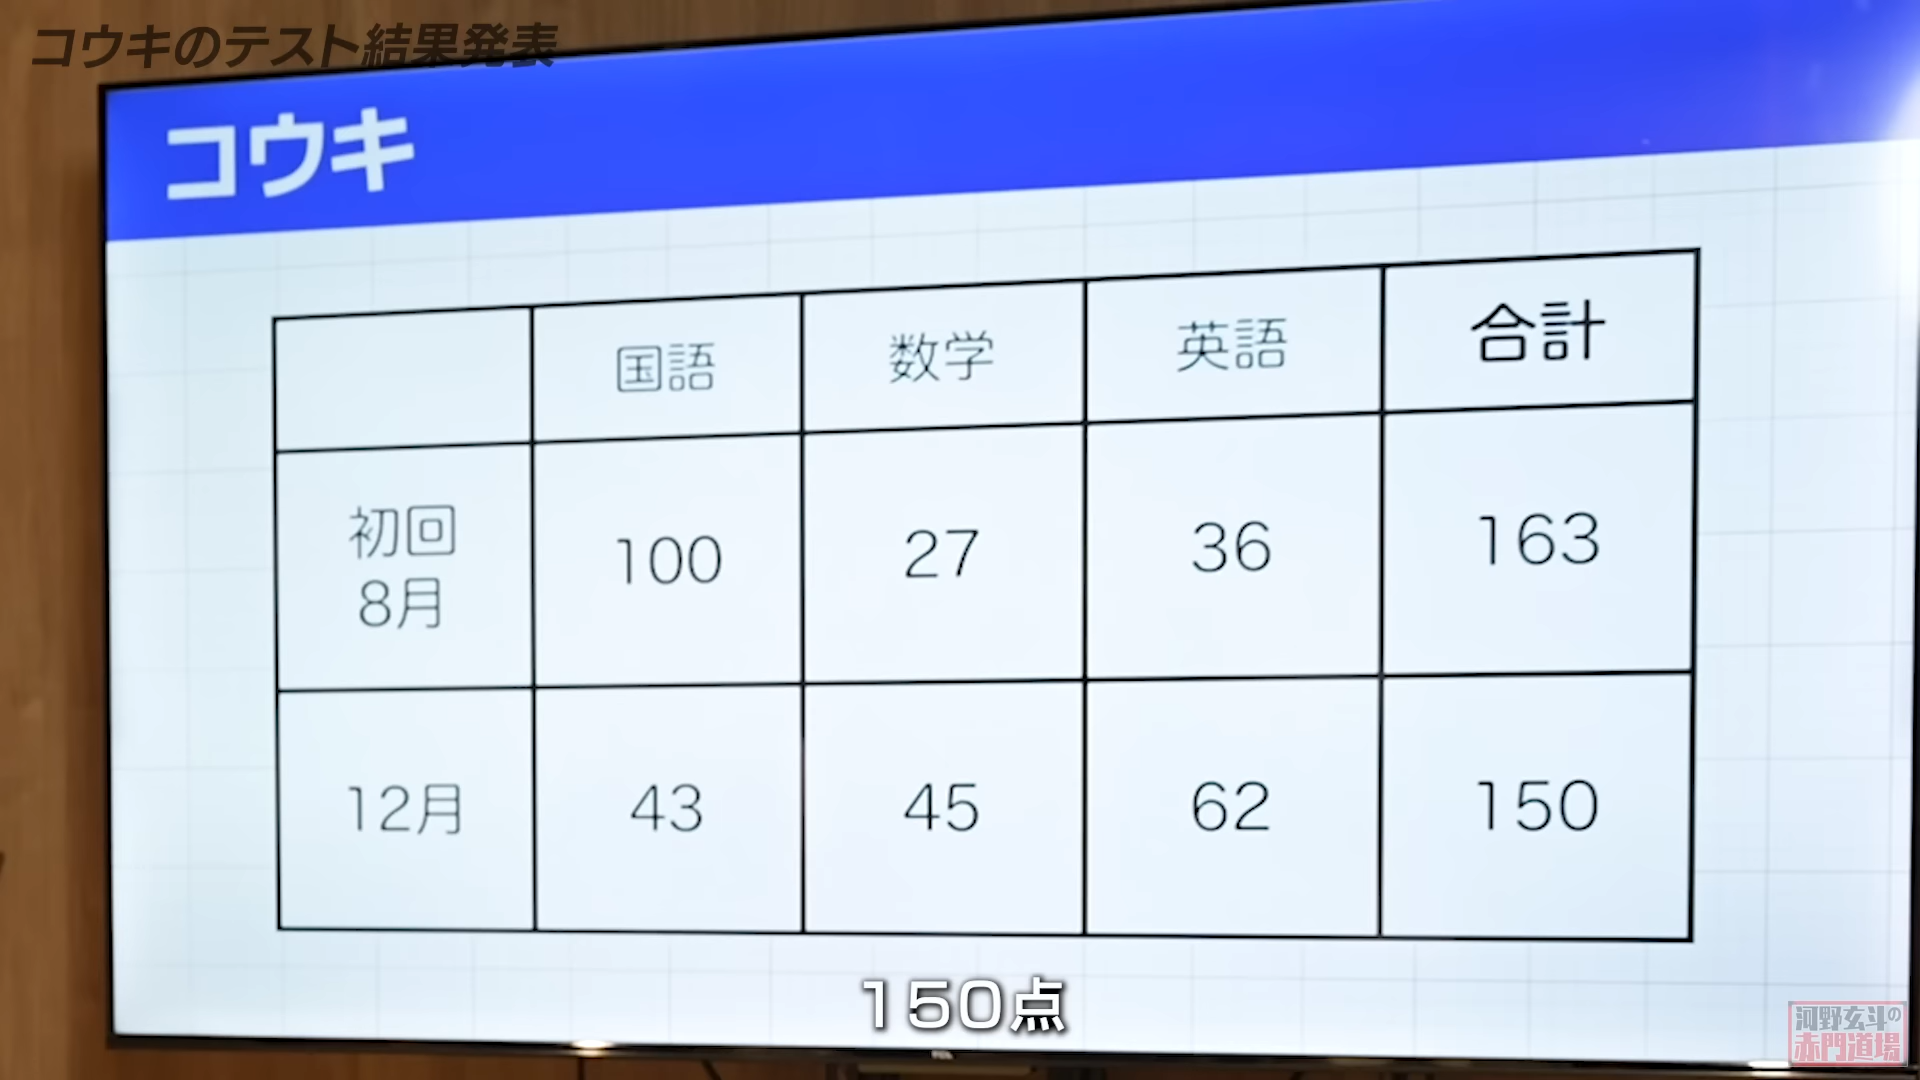 コウキのテスト結果発表
コウキ
国語 数学 英語 合計
初回
8月 100 27 36 163
12月 43 45 62 150
150点
河野玄斗の
赤門道場